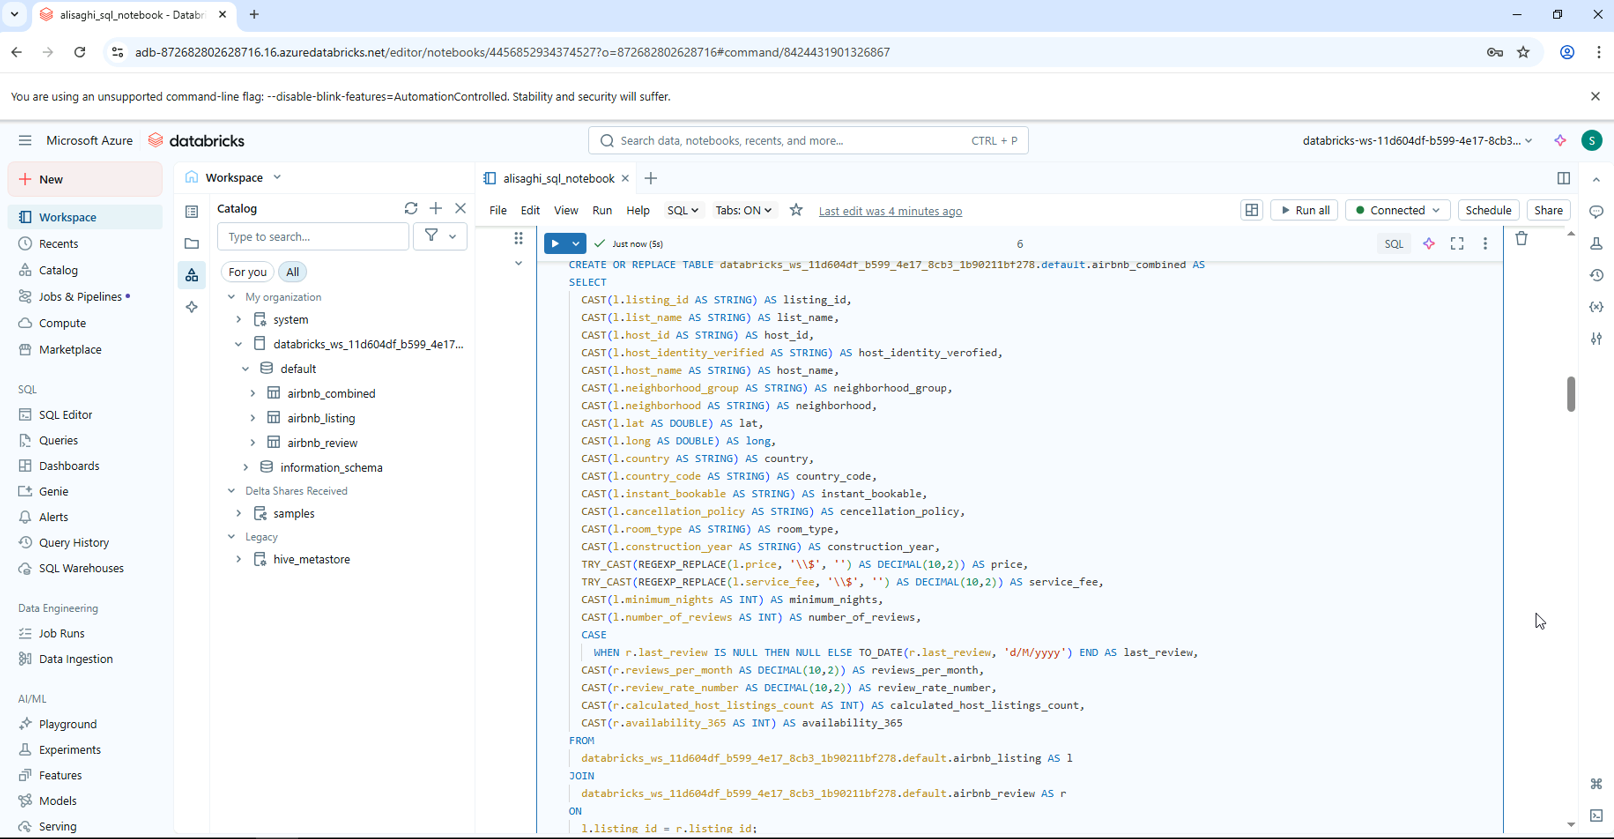 alisaghi_sql_notebook - Databr
adb-872682802628716.16.azuredatabricks.net/editor/notebooks/4456852934374527?o=872682802628716#command/8424431901326867
You are using an unsupported command-line flag: --disable-blink-features=AutomationControlled. Stability and security will suffer.
Microsoft Azure
databricks
Search data, notebooks, recents, and more...
CTRL + P
databricks-ws-11d604df-b599-4e17-8cb3...
S
New
Workspace
Recents
Catalog
Jobs & Pipelines
Compute
Marketplace
SQL
SQL Editor
Queries
Dashboards
Genie
Alerts
Query History
SQL Warehouses
Data Engineering
Job Runs
Data Ingestion
AI/ML
Playground
Experiments
Features
Models
Serving
Workspace
Catalog
Type to search...
For you
All
My organization
system
databricks_ws_11d604df_b599_4e17...
default
airbnb_combined
airbnb_listing
airbnb_review
information_schema
Delta Shares Received
samples
Legacy
hive_metastore
alisaghi_sql_notebook
File Edit View Run Help SQL Tabs: ON Last edit was 4 minutes ago
Run all Connected Schedule Share
Just now (5s)
6
SQL
CREATE OR REPLACE TABLE databricks_ws_11d604df_b599_4e17_8cb3_1b90211bf278.default.airbnb_combined AS
SELECT
CAST(l.listing_id AS STRING) AS listing_id,
CAST(l.list_name AS STRING) AS list_name,
CAST(l.host_id AS STRING) AS host_id,
CAST(l.host_identity_verified AS STRING) AS host_identity_verofied,
CAST(l.host_name AS STRING) AS host_name,
CAST(l.neighborhood_group AS STRING) AS neighborhood_group,
CAST(l.neighborhood AS STRING) AS neighborhood,
CAST(l.lat AS DOUBLE) AS lat,
CAST(l.long AS DOUBLE) AS long,
CAST(l.country AS STRING) AS country,
CAST(l.country_code AS STRING) AS country_code,
CAST(l.instant_bookable AS STRING) AS instant_bookable,
CAST(l.cancellation_policy AS STRING) AS cencellation_policy,
CAST(l.room_type AS STRING) AS room_type,
CAST(l.construction_year AS STRING) AS construction_year,
TRY_CAST(REGEXP_REPLACE(l.price, '\\$', '') AS DECIMAL(10,2)) AS price,
TRY_CAST(REGEXP_REPLACE(l.service_fee, '\\$', '') AS DECIMAL(10,2)) AS service_fee,
CAST(l.minimum_nights AS INT) AS minimum_nights,
CAST(l.number_of_reviews AS INT) AS number_of_reviews,
CASE
WHEN r.last_review IS NULL THEN NULL ELSE TO_DATE(r.last_review, 'd/M/yyyy') END AS last_review,
CAST(r.reviews_per_month AS DECIMAL(10,2)) AS reviews_per_month,
CAST(r.review_rate_number AS DECIMAL(10,2)) AS review_rate_number,
CAST(r.calculated_host_listings_count AS INT) AS calculated_host_listings_count,
CAST(r.availability_365 AS INT) AS availability_365
FROM
databricks_ws_11d604df_b599_4e17_8cb3_1b90211bf278.default.airbnb_listing AS l
JOIN
databricks_ws_11d604df_b599_4e17_8cb3_1b90211bf278.default.airbnb_review AS r
ON
l.listing_id = r.listing_id;